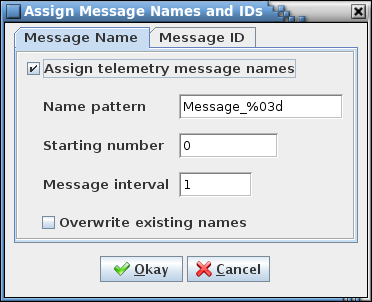 Assign Message Names and IDs
Message Name Message ID
Assign telemetry message names
Name pattern Message_%03d
Starting number 0
Message interval 1
Overwrite existing names
Okay Cancel